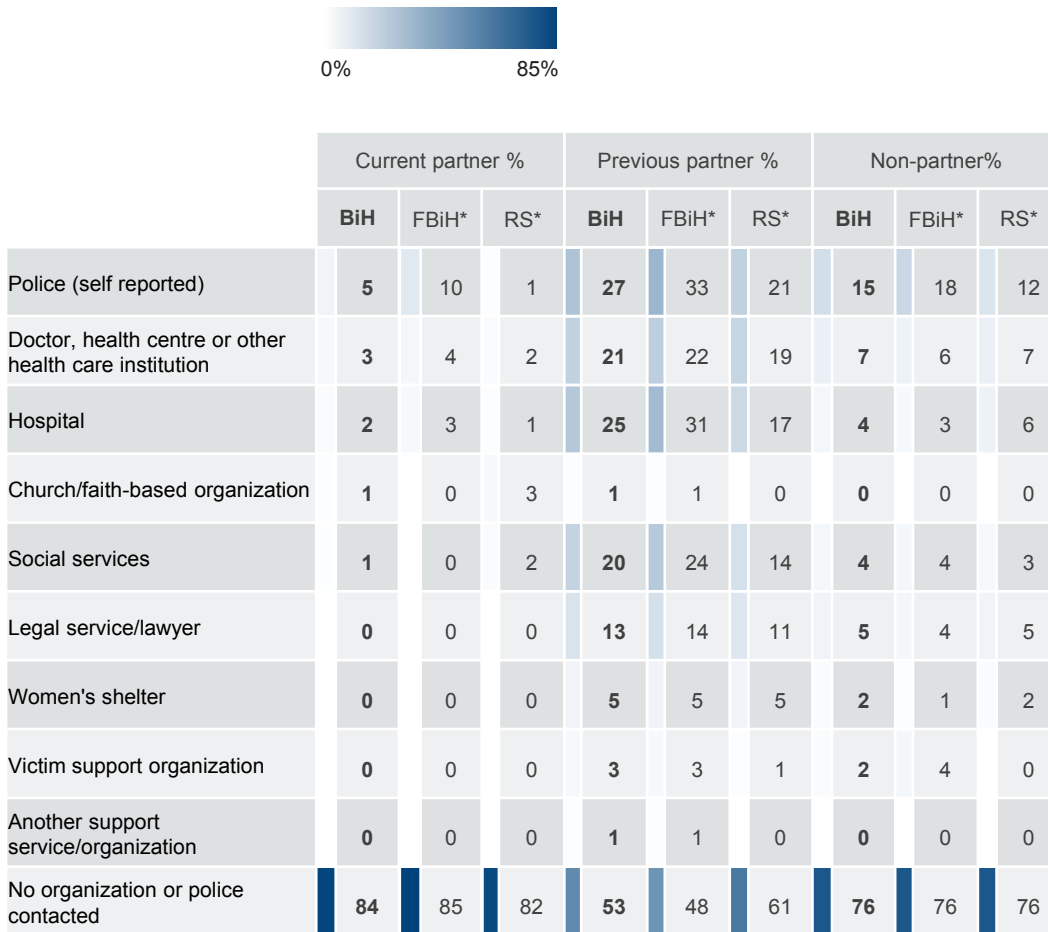 0% 85%
Current partner % Previous partner % Non-partner%
BiH FBiH* RS* BiH FBiH* RS* BiH FBiH* RS*
Police (self reported) 5 10 1 27 33 21 15 18 12
Doctor, health centre or other
health care institution 3 4 2 21 22 19 7 6 7
Hospital 2 3 1 25 31 17 4 3 6
Church/faith-based organization 1 0 3 1 1 0 0 0 0
Social services 1 0 2 20 24 14 4 4 3
Legal service/lawyer 0 0 0 13 14 11 5 4 5
Women's shelter 0 0 0 5 5 5 2 1 2
Victim support organization 0 0 0 3 3 1 2 4 0
Another support
service/organization 0 0 0 1 1 0 0 0 0
No organization or police
contacted 84 85 82 53 48 61 76 76 76